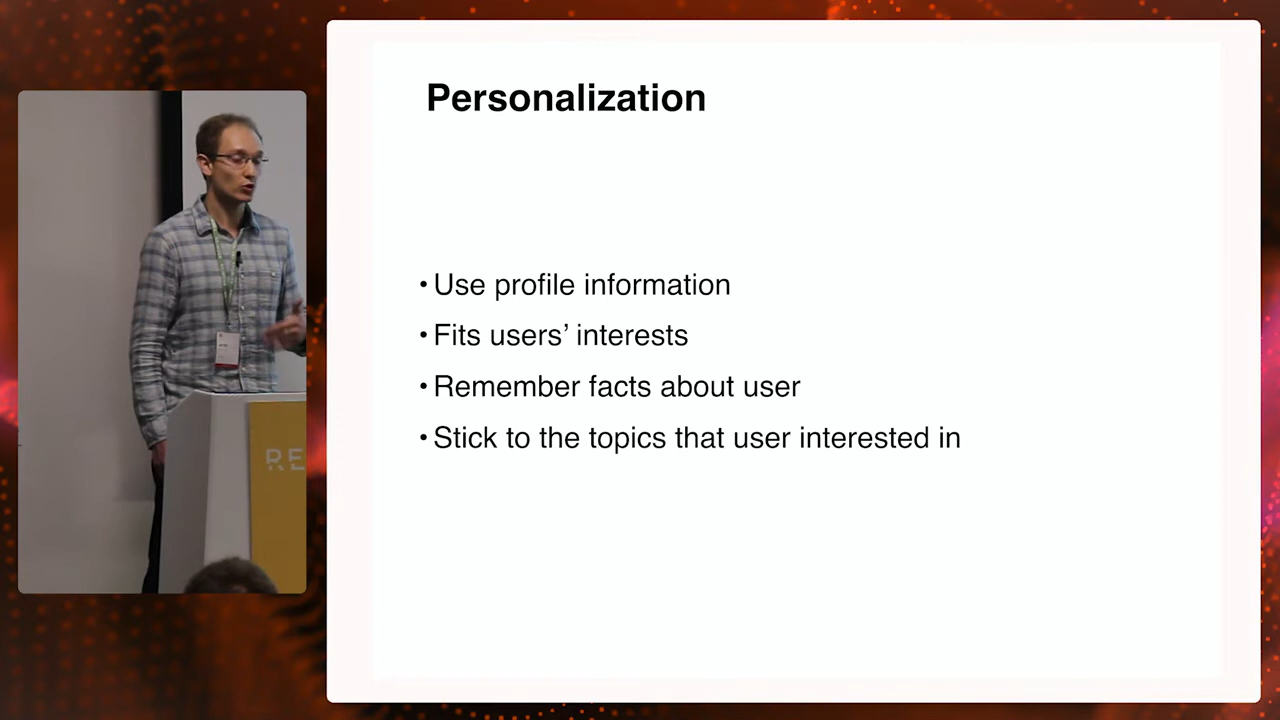 Personalization
• Use profile information
• Fits users’ interests
• Remember facts about user
• Stick to the topics that user interested in
RE